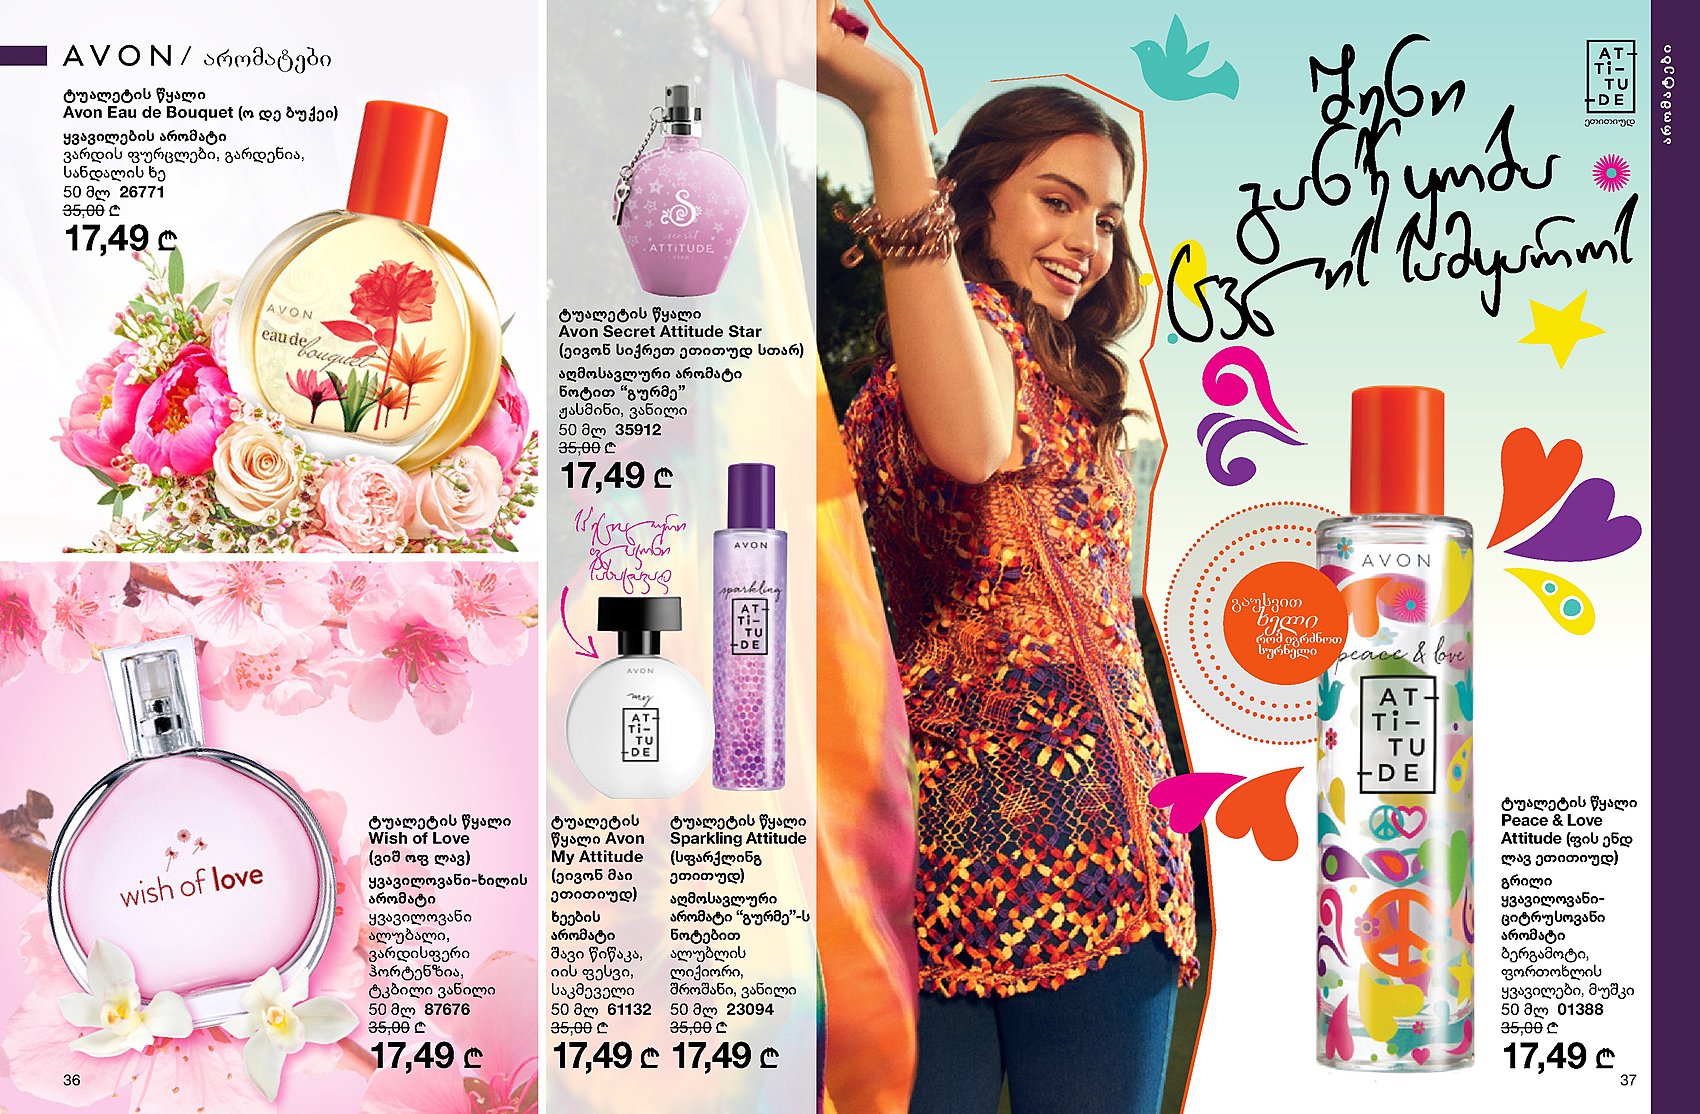 AVON / არომატები
ტუალეტის წყალი
Avon Eau de Bouquet (ო დე ბუქეი)
ყვავილების არომატი
ვარდის ფურცლები, გარდენია,
სანდალის ხე
50 მლ 26771
35,00 ₾
17,49 ₾
AVON
eau de
bouquet
wish of love
ტუალეტის წყალი
Wish of Love
(ვიშ ოფ ლავ)
ყვავილოვანი-ხილის
არომატი
ყვავილოვანი
ალუბალი,
ვარდისფერი
ჰორტენზია,
ტკბილი ვანილი
50 მლ 87676
35,00 ₾
17,49 ₾
36
S
secret
ATTiTUDE
STAR
ტუალეტის წყალი
Avon Secret Attitude Star
(ეივონ სიქრეთ ეთითუდ სთარ)
აღმოსავლური არომატი
ნოტით “გურმე”
ჟასმინი, ვანილი
50 მლ 35912
35,00 ₾
17,49 ₾
AVON
my
AT
Ti–
TU
DE
AVON
sparkling
AT
Ti–
TU
DE
ტუალეტის
წყალი Avon
My Attitude
(ეივონ მაი
ეთითიუდ)
ხეების
არომატი
შავი წიწაკა,
იის ფესვი,
საკმეველი
50 მლ 61132
35,00 ₾
17,49 ₾
ტუალეტის წყალი
Sparkling Attitude
(სფარქლინგ
ეთითიუდ)
აღმოსავლური
არომატი “გურმე”-ს
ნოტებით
ალუბლის
ლიქიორი,
შროშანი, ვანილი
50 მლ 23094
35,00 ₾
17,49 ₾
შენი
განწყობა
ცვლის სამყაროს
AT
Ti–
TU
DE
ეთითიუდ
არომატები
გაუსვით
ხელი
რომ იგრძნოთ
სურნელი
AVON
peace & love
AT
Ti–
TU
DE
ტუალეტის წყალი
Peace & Love
Attitude (ფის ენდ
ლავ ეთითიუდ)
გრილი
ყვავილოვანი-
ციტრუსოვანი
არომატი
ბერგამოტი,
ფორთოხლის
ყვავილები, მუშკი
50 მლ 01388
35,00 ₾
17,49 ₾
37